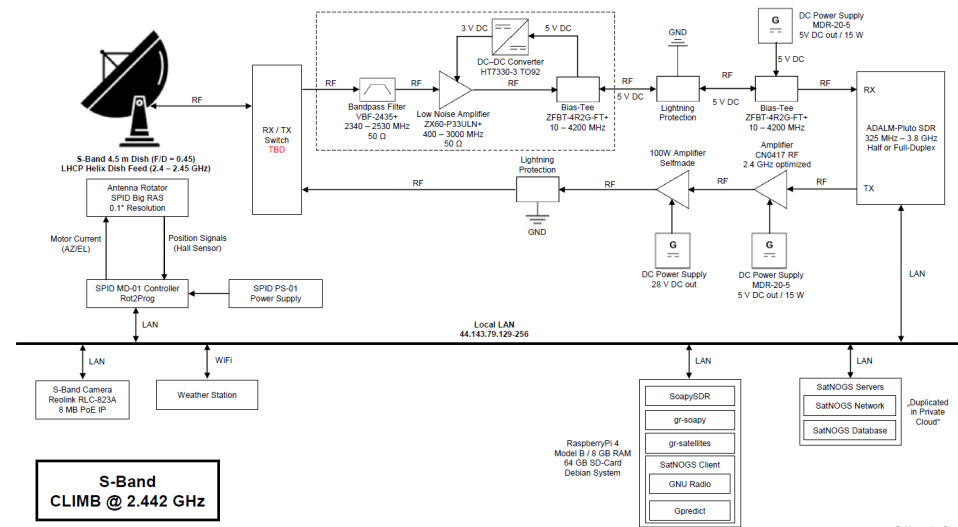 RF
S-Band 4.5 m Dish (F/D = 0.45)
LHCP Helix Dish Feed (2.4 – 2.45 GHz)
RX / TX
Switch
TBD
RF
Bandpass Filter
VBF-2435+
2340 – 2530 MHz
50 Ω
RF
Low Noise Amplifier
ZX60-P33ULN+
400 – 3000 MHz
50 Ω
3 V DC
5 V DC
DC–DC Converter
HT7330-3 TO92
RF
Bias-Tee
ZFBT-4R2G-FT+
10 – 4200 MHz
RF
5 V DC
GND
Lightning
Protection
RF
5 V DC
G
DC Power Supply
MDR-20-5
5V DC out / 15 W
5 V DC
Bias-Tee
ZFBT-4R2G-FT+
10 – 4200 MHz
RF
RX
ADALM-Pluto SDR
325 MHz – 3.8 GHz
Half or Full-Duplex
TX
RF
Amplifier
CN0417 RF
2.4 GHz optimized
RF
100W Amplifier
Selfmade
RF
Lightning
Protection
GND
RF
G
DC Power Supply
28 V DC out
G
DC Power Supply
MDR-20-5
5 V DC out / 15 W
LAN
Antenna Rotator
SPID Big RAS
0.1° Resolution
Motor Current
(AZ/EL)
Position Signals
(Hall Sensor)
SPID MD-01 Controller
Rot2Prog
SPID PS-01
Power Supply
LAN
Local LAN
44.143.79.129-256
LAN
WiFi
LAN
LAN
S-Band Camera
Reolink RLC-823A
8 MB PoE IP
Weather Station
RaspberryPi 4
Model B / 8 GB RAM
64 GB SD-Card
Debian System
SoapySDR
gr-soapy
gr-satellites
SatNOGS Client
GNU Radio
Gpredict
SatNOGS Servers
SatNOGS Network
SatNOGS Database
„Duplicated
in Private
Cloud"
S-Band
CLIMB @ 2.442 GHz